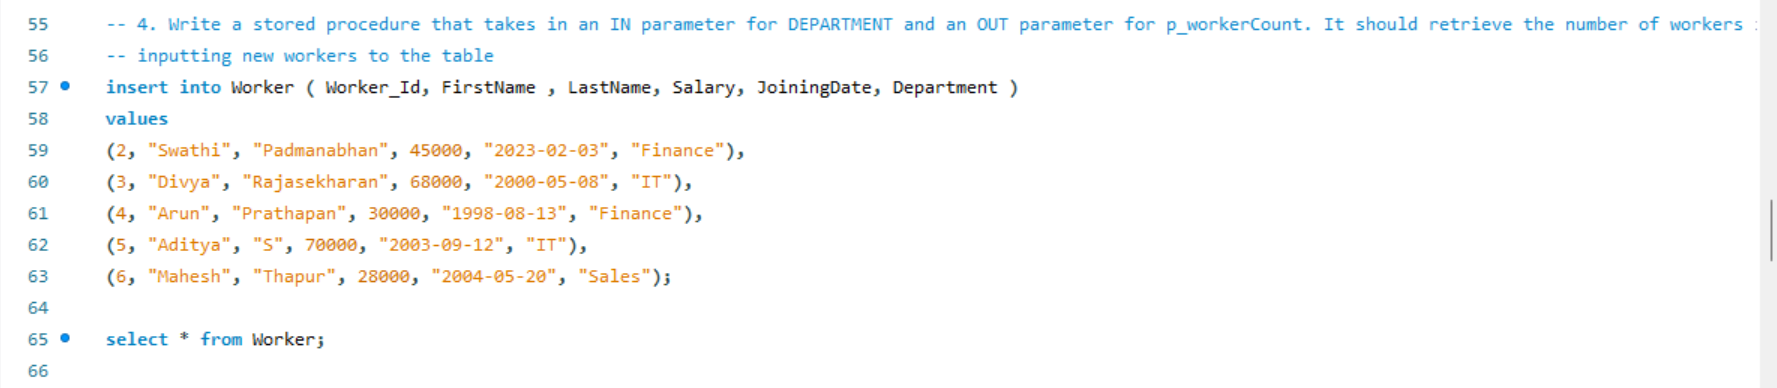 55 -- 4. Write a stored procedure that takes in an IN parameter for DEPARTMENT and an OUT parameter for p_workerCount. It should retrieve the number of workers
56 -- inputting new workers to the table
57 insert into Worker ( Worker_Id, FirstName , LastName, Salary, JoiningDate, Department )
58 values
59 (2, "Swathi", "Padmanabhan", 45000, "2023-02-03", "Finance"),
60 (3, "Divya", "Rajasekharan", 68000, "2000-05-08", "IT"),
61 (4, "Arun", "Prathapan", 30000, "1998-08-13", "Finance"),
62 (5, "Aditya", "S", 70000, "2003-09-12", "IT"),
63 (6, "Mahesh", "Thapur", 28000, "2004-05-20", "Sales");
64
65 select * from Worker;
66